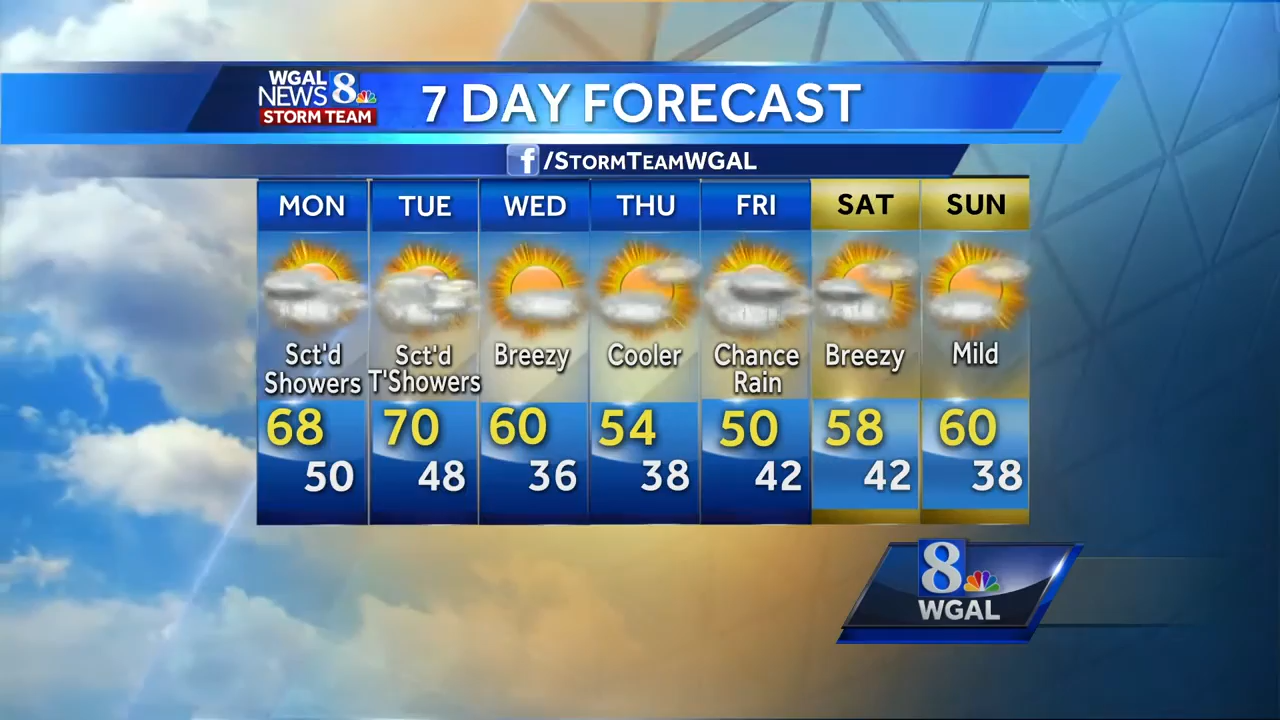 WGAL
NEWS 8
STORM TEAM
7 DAY FORECAST
f /STORMTEAMWGAL
MON TUE WED THU FRI SAT SUN
Sct'd Showers Sct'd T'Showers Breezy Cooler Chance Rain Breezy Mild
68 70 60 54 50 58 60
50 48 36 38 42 42 38
8
WGAL